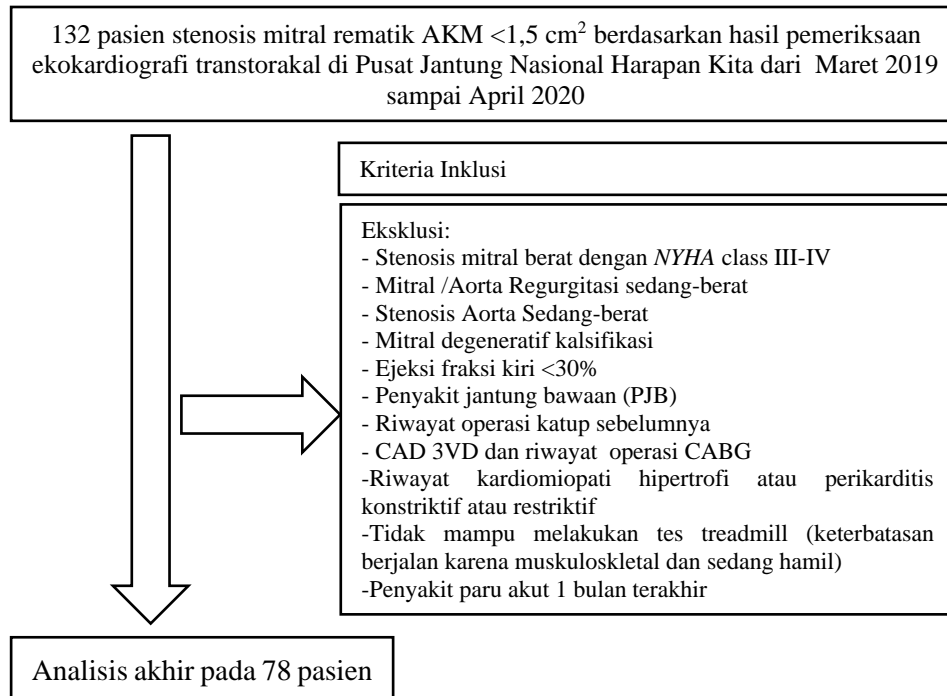 132 pasien stenosis mitral rematik AKM <1,5 cm² berdasarkan hasil pemeriksaan
ekokardiografi transtorakal di Pusat Jantung Nasional Harapan Kita dari Maret 2019
sampai April 2020
Kriteria Inklusi
Eksklusi:
- Stenosis mitral berat dengan NYHA class III-IV
- Mitral /Aorta Regurgitasi sedang-berat
- Stenosis Aorta Sedang-berat
- Mitral degeneratif kalsifikasi
- Ejeksi fraksi kiri <30%
- Penyakit jantung bawaan (PJB)
- Riwayat operasi katup sebelumnya
- CAD 3VD dan riwayat operasi CABG
-Riwayat kardiomiopati hipertrofi atau perikarditis
konstriktif atau restriktif
-Tidak mampu melakukan tes treadmill (keterbatasan
berjalan karena muskuloskletal dan sedang hamil)
-Penyakit paru akut 1 bulan terakhir
Analisis akhir pada 78 pasien